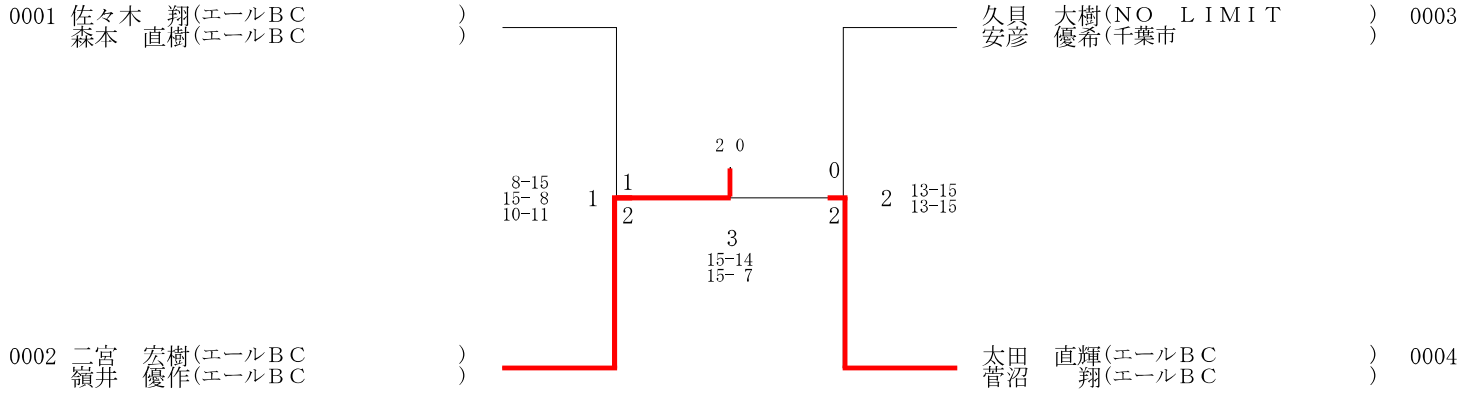 0001 佐々木　翔(エールＢＣ　　　　　　)
森本　直樹(エールＢＣ　　　　　　)
久貝　大樹(ＮＯ　ＬＩＭＩＴ　　　) 0003
安彦　優希(千葉市　　　　　　　　)
2 0
8-15
15- 8
10-11
1
1
2
0
2
2
13-15
13-15
3
15-14
15- 7
0002 二宮　宏樹(エールＢＣ　　　　　　)
嶺井　優作(エールＢＣ　　　　　　)
太田　直輝(エールＢＣ　　　　　　) 0004
菅沼　　翔(エールＢＣ　　　　　　)